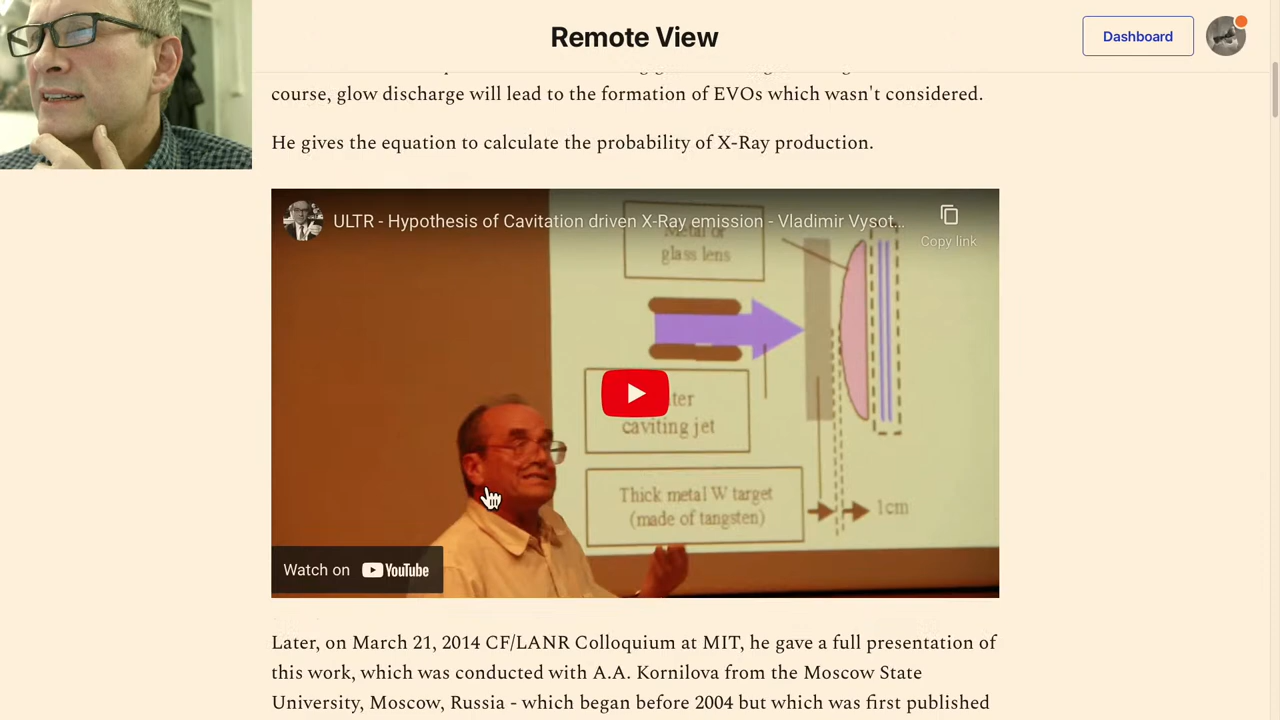 Remote View
Dashboard
course, glow discharge will lead to the formation of EVOs which wasn't considered.
He gives the equation to calculate the probability of X-Ray production.
ULTR - Hypothesis of Cavitation driven X-Ray emission - Vladimir Vysot...
Copy link
Metal or
glass lens
caviting jet
Thick metal W target
(made of tangsten)
1cm
Watch on YouTube
Later, on March 21, 2014 CF/LANR Colloquium at MIT, he gave a full presentation of
this work, which was conducted with A.A. Kornilova from the Moscow State
University, Moscow, Russia - which began before 2004 but which was first published